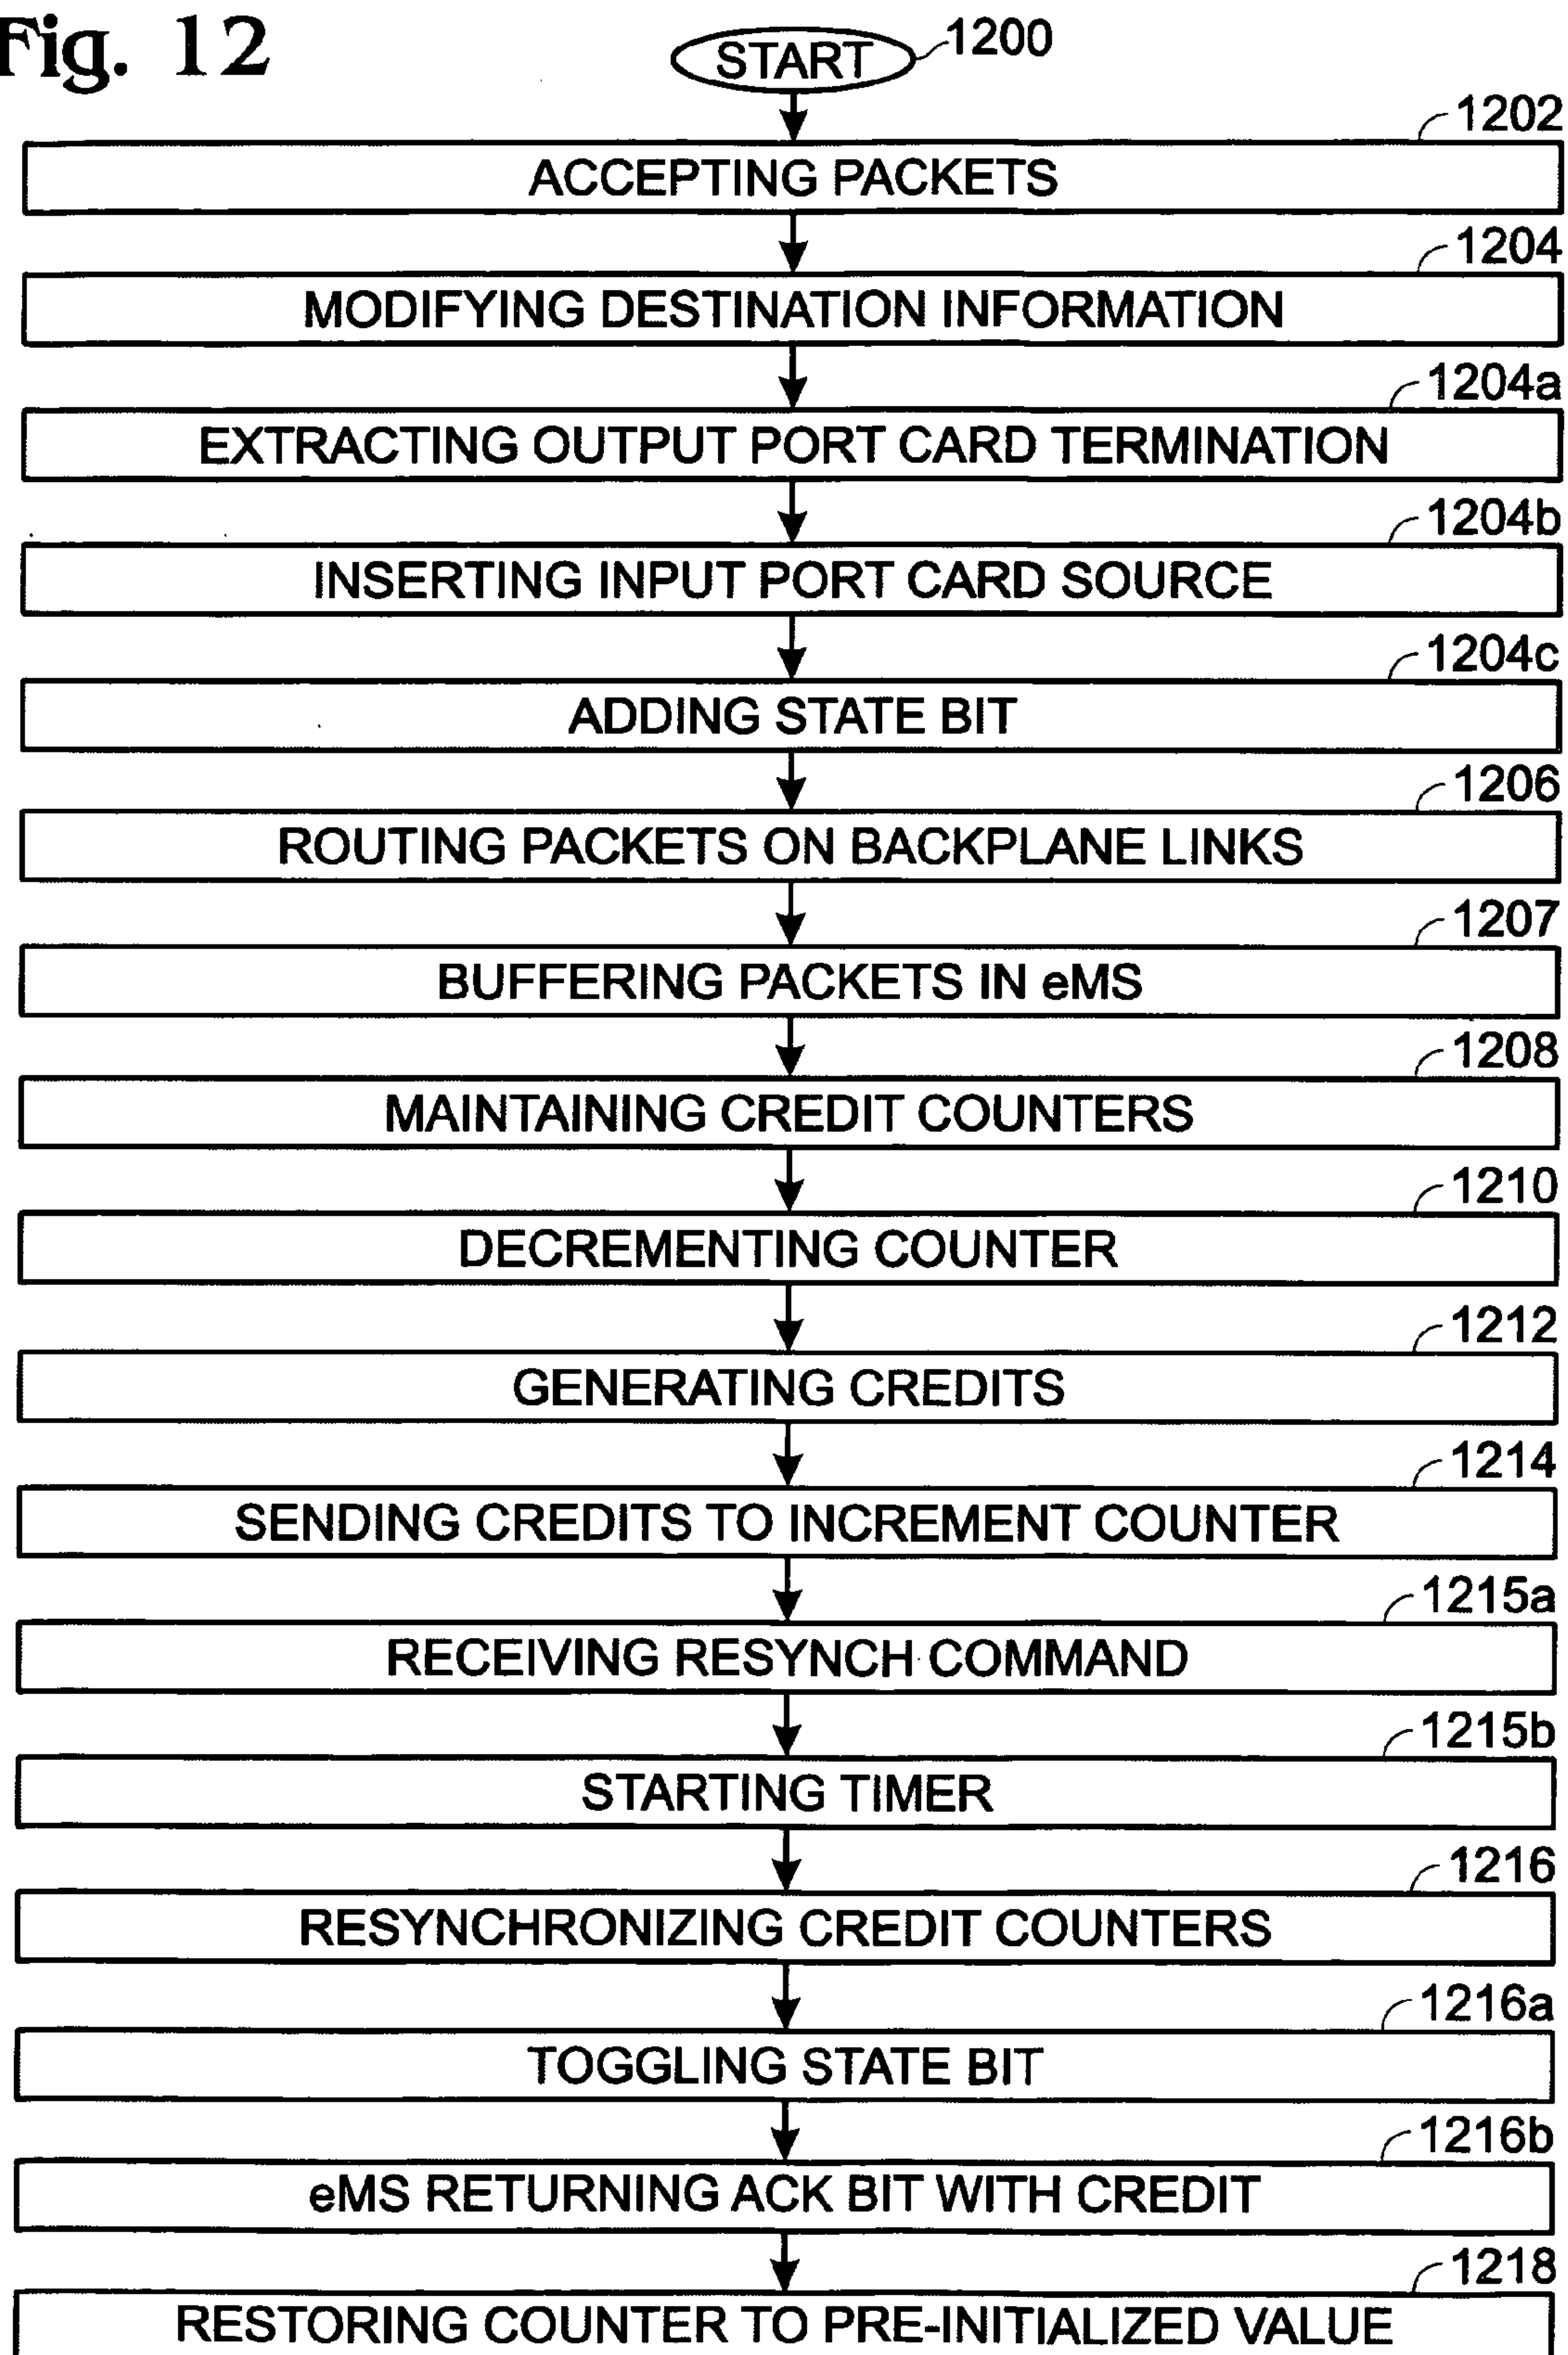 Fig. 12
START
1200
1202
ACCEPTING PACKETS
1204
MODIFYING DESTINATION INFORMATION
1204a
EXTRACTING OUTPUT PORT CARD TERMINATION
1204b
INSERTING INPUT PORT CARD SOURCE
1204c
ADDING STATE BIT
1206
ROUTING PACKETS ON BACKPLANE LINKS
1207
BUFFERING PACKETS IN eMS
1208
MAINTAINING CREDIT COUNTERS
1210
DECREMENTING COUNTER
1212
GENERATING CREDITS
1214
SENDING CREDITS TO INCREMENT COUNTER
1215a
RECEIVING RESYNCH COMMAND
1215b
STARTING TIMER
1216
RESYNCHRONIZING CREDIT COUNTERS
1216a
TOGGLING STATE BIT
1216b
eMS RETURNING ACK BIT WITH CREDIT
1218
RESTORING COUNTER TO PRE-INITIALIZED VALUE